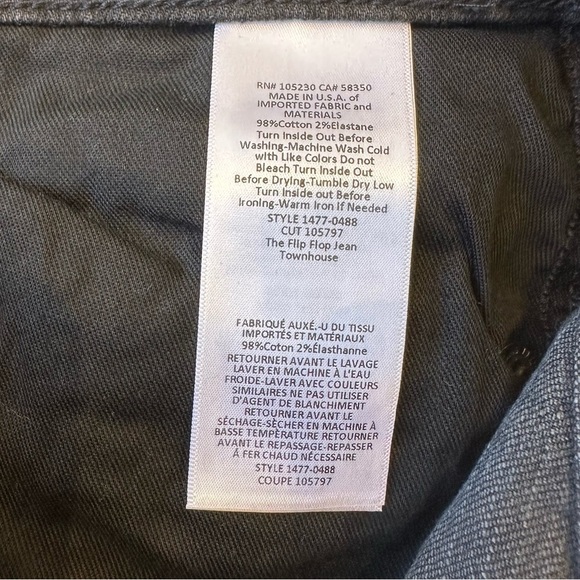 RN# 105230 CA# 58350
MADE IN U.S.A. of
IMPORTED FABRIC and
MATERIALS
98%Cotton 2%Elastane
Turn Inside Out Before
Washing-Machine Wash Cold
with Like Colors Do not
Bleach Turn Inside Out
Before Drying-Tumble Dry Low
Turn Inside out Before
Ironing-Warm Iron If Needed
STYLE 1477-0488
CUT 105797
The Flip Flop Jean
Townhouse
FABRIQUÉ AUXÉ.-U DU TISSU
IMPORTÉS ET MATÉRIAUX
98%Coton 2%Élasthanne
RETOURNER AVANT LE LAVAGE
LAVER EN MACHINE À L'EAU
FROIDE-LAVER AVEC COULEURS
SIMILAIRES NE PAS UTILISER
D'AGENT DE BLANCHIMENT
RETOURNER AVANT LE
SÉCHAGE-SÈCHER EN MACHINE À
BASSE TEMPÉRATURE RETOURNER
AVANT LE REPASSAGE-REPASSER
Á FER CHAUD NÉCESSAIRE
STYLE 1477-0488
COUPE 105797